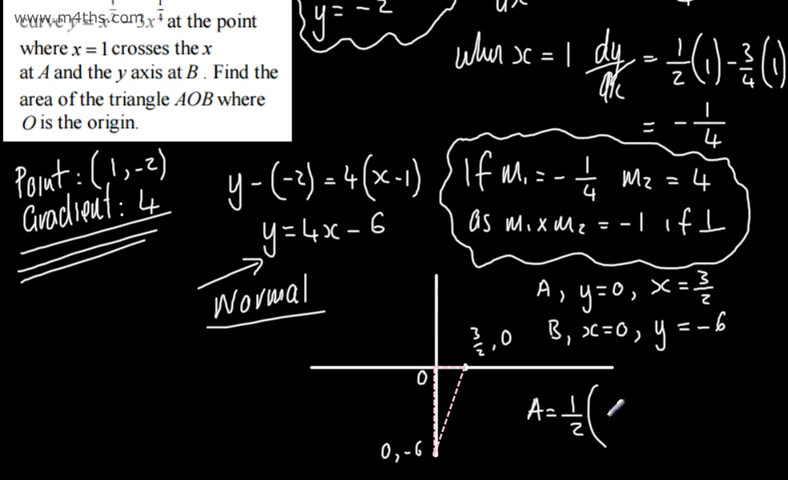 www.m4ths.com
at the point
where x = 1 crosses the x
at A and the y axis at B . Find the
area of the triangle AOB where
O is the origin.
y = -2
dx
4
when x = 1 dy/dx = 1/2(1) - 3/4(1)
= -1/4
Point : (1, -2)
Gradient : 4
y - (-2) = 4(x - 1)
y = 4x - 6
Normal
If m₁ = -1/4 m₂ = 4
as m₁ x m₂ = -1 if ⊥
A, y = 0, x = 3/2
B, x = 0, y = -6
3/2, 0
0
0, -6
A = 1/2 (